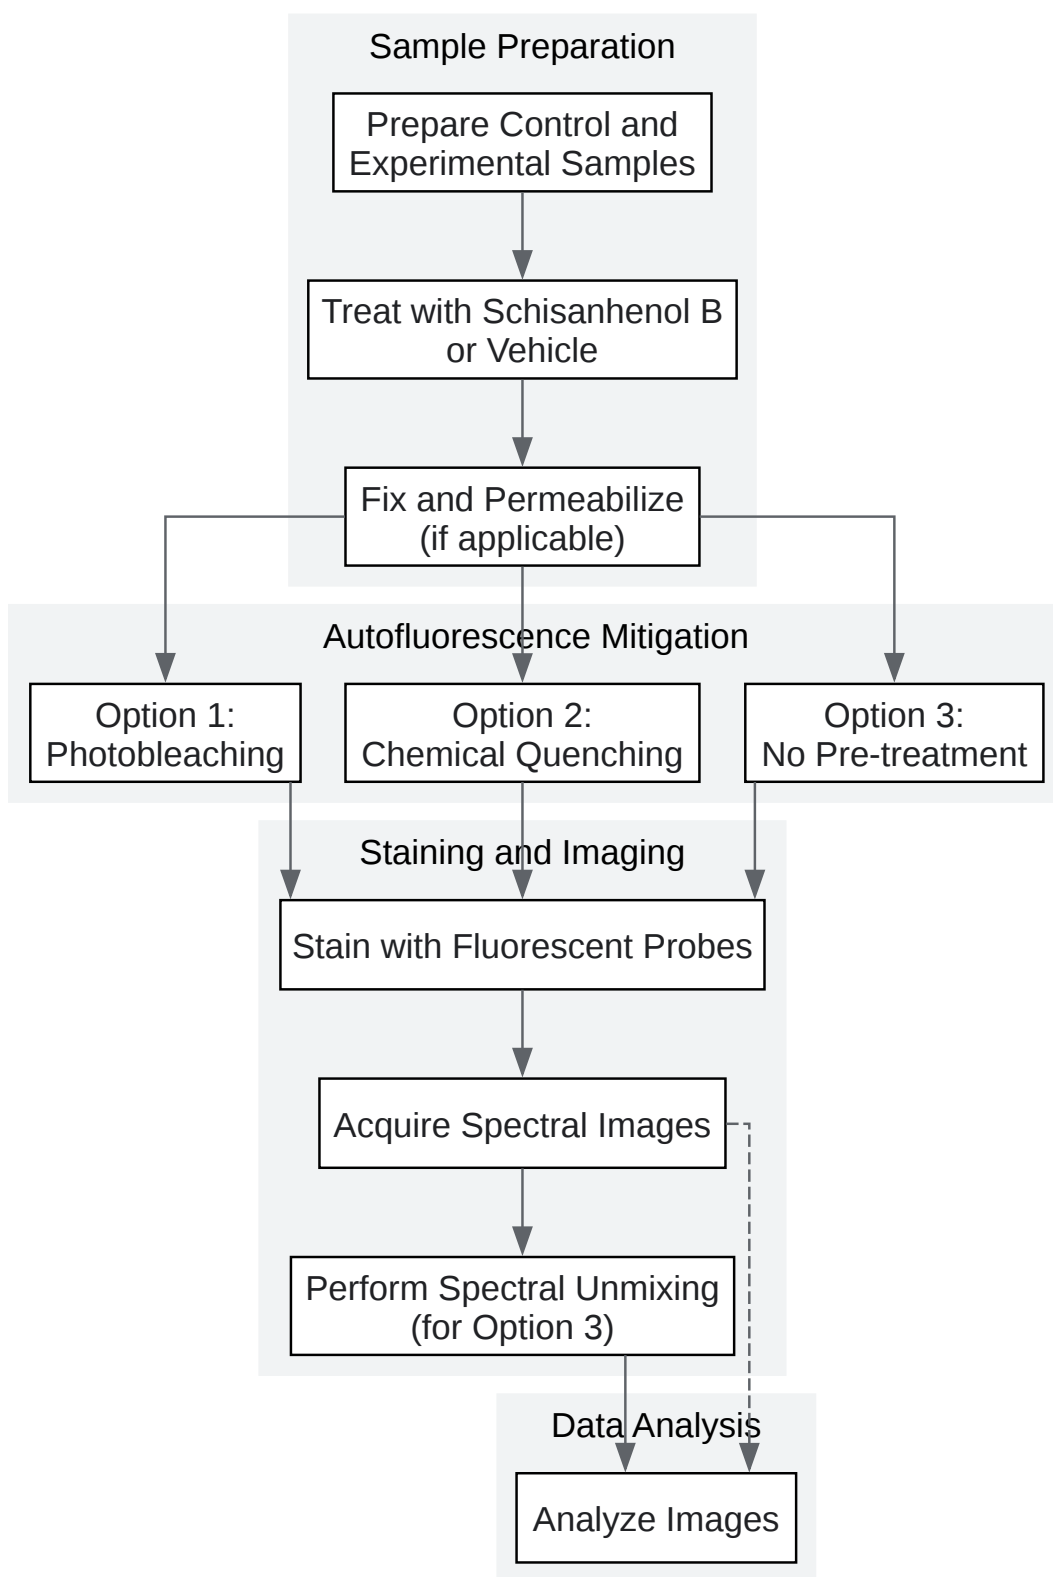 Sample Preparation
Prepare Control and
Experimental Samples
Treat with Schisanhenol B
or Vehicle
Fix and Permeabilize
(if applicable)
Autofluorescence Mitigation
Option 1:
Photobleaching
Option 2:
Chemical Quenching
Option 3:
No Pre-treatment
Staining and Imaging
Stain with Fluorescent Probes
Acquire Spectral Images
Perform Spectral Unmixing
(for Option 3)
Data Analysis
Analyze Images